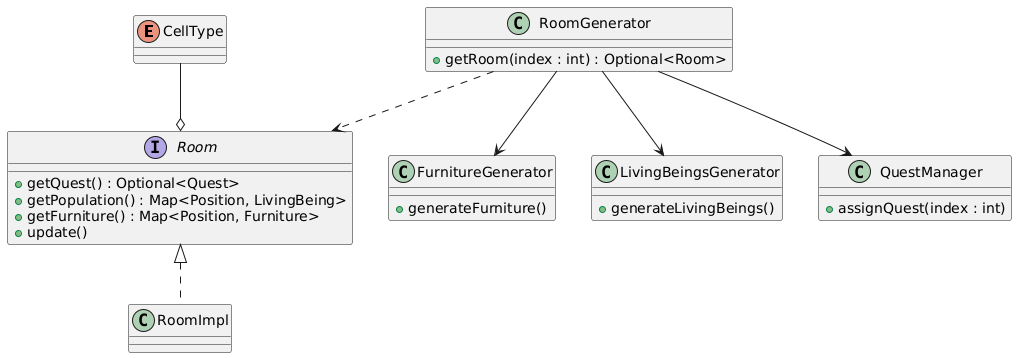 E CellType
C RoomGenerator
getRoom(index : int) : Optional<Room>
I Room
getQuest() : Optional<Quest>
getPopulation() : Map<Position, LivingBeing>
getFurniture() : Map<Position, Furniture>
update()
C FurnitureGenerator
generateFurniture()
C LivingBeingsGenerator
generateLivingBeings()
C QuestManager
assignQuest(index : int)
C RoomImpl